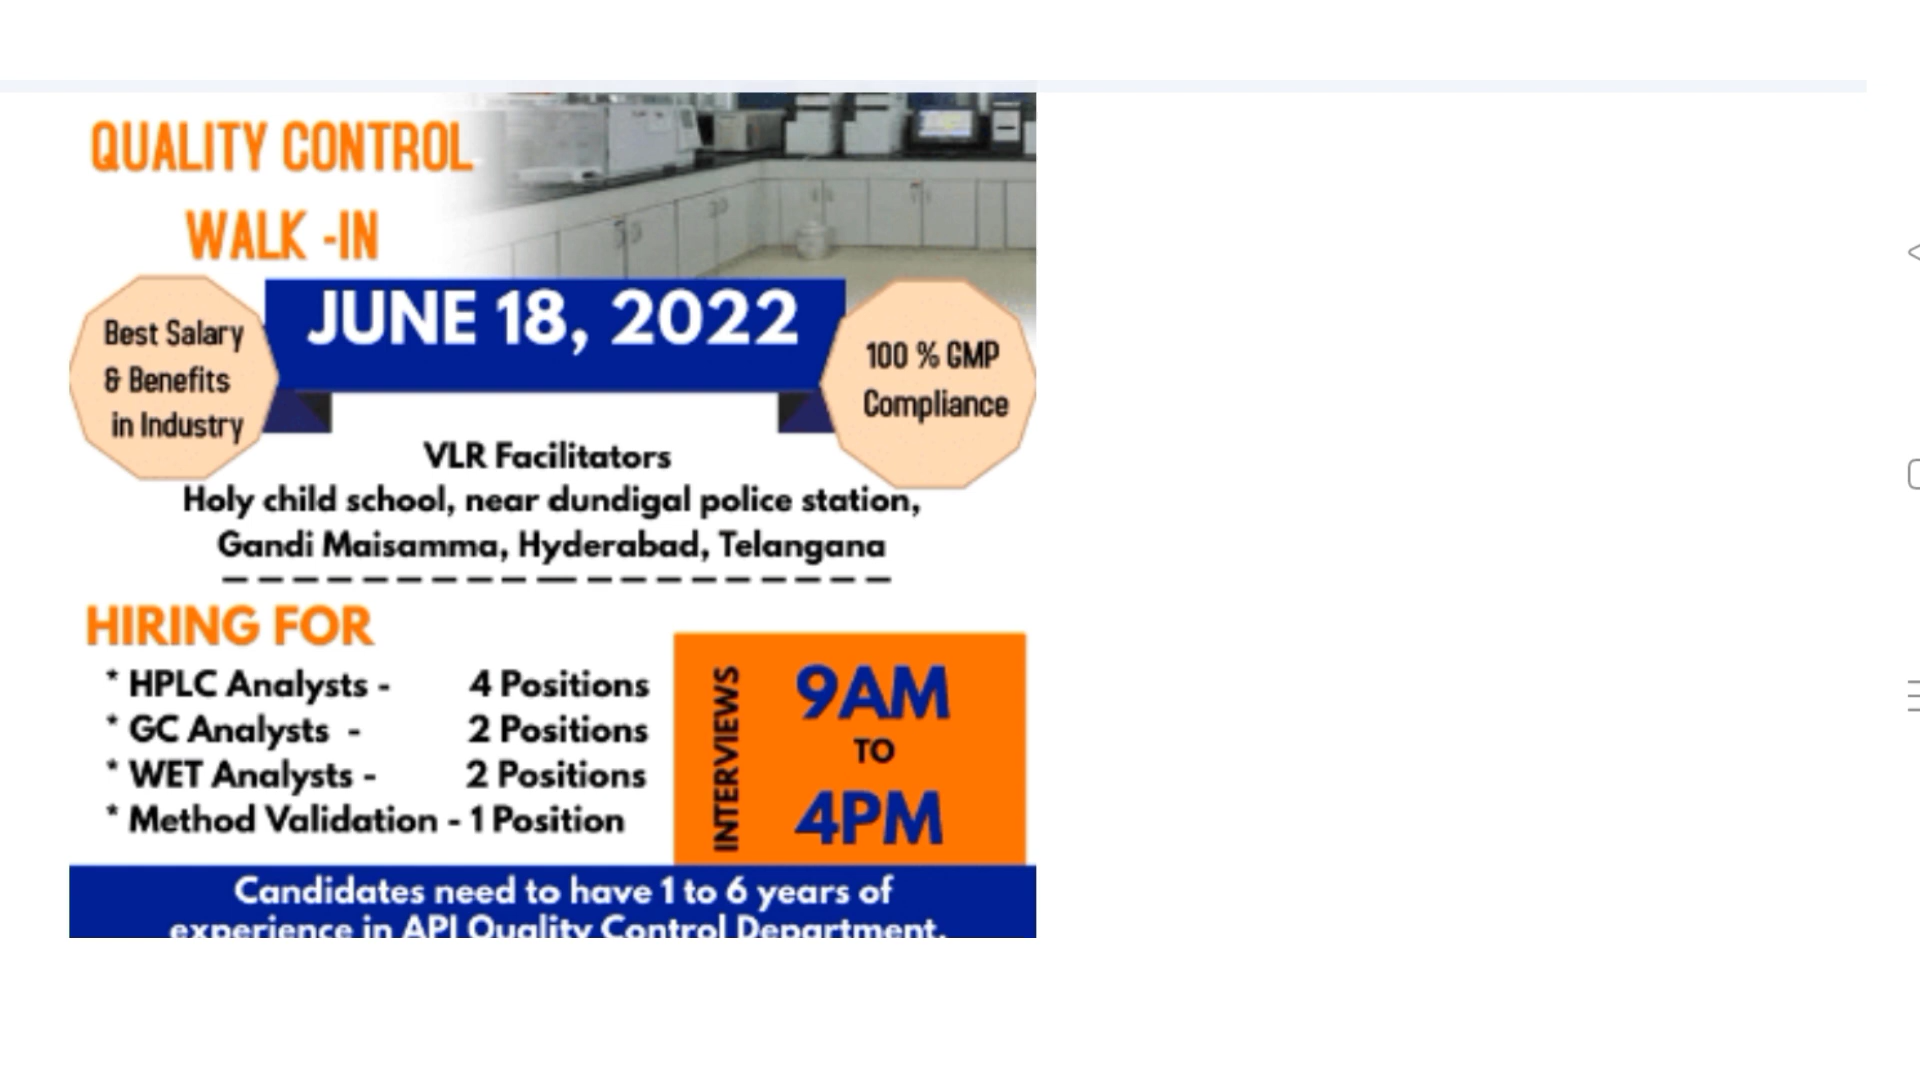 QUALITY CONTROL
WALK -IN
JUNE 18, 2022
Best Salary
& Benefits
in Industry
100 % GMP
Compliance
VLR Facilitators
Holy child school, near dundigal police station,
Gandi Maisamma, Hyderabad, Telangana
HIRING FOR
* HPLC Analysts - 4 Positions
* GC Analysts - 2 Positions
* WET Analysts - 2 Positions
* Method Validation - 1 Position
INTERVIEWS
9AM
TO
4PM
Candidates need to have 1 to 6 years of
experience in API Quality Control Department.